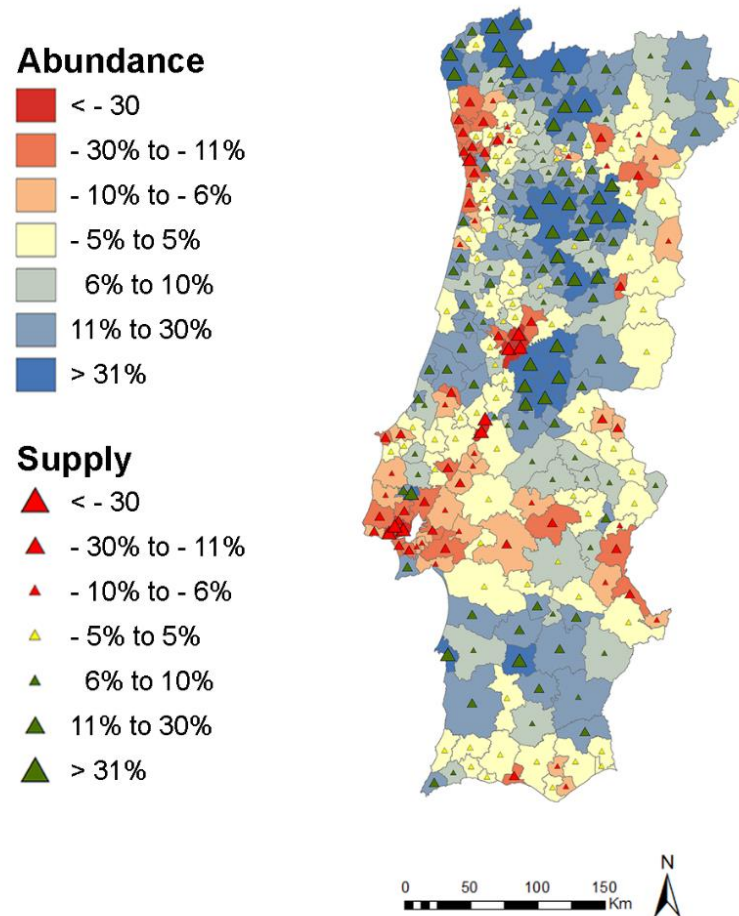 Abundance
< - 30
- 30% to - 11%
- 10% to - 6%
- 5% to 5%
6% to 10%
11% to 30%
> 31%
Supply
< - 30
- 30% to - 11%
- 10% to - 6%
- 5% to 5%
6% to 10%
11% to 30%
> 31%
N
0 50 100 150
Km